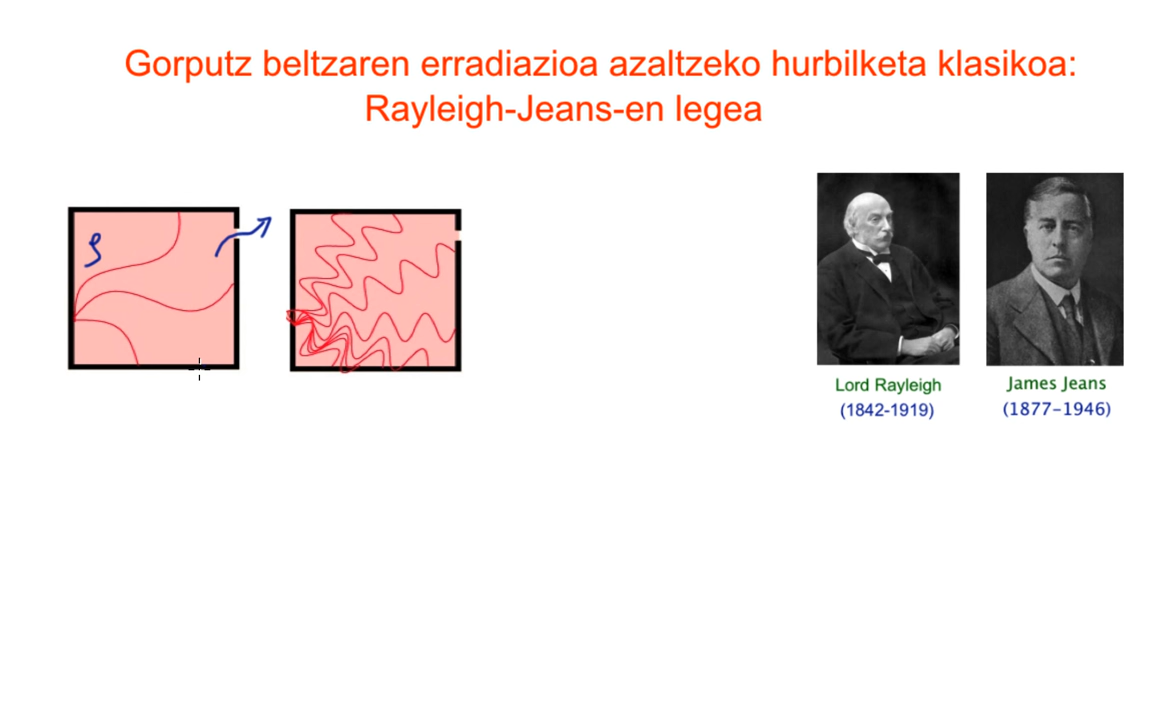 Gorputz beltzaren erradiazioa azaltzeko hurbilketa klasikoa:
Rayleigh-Jeans-en legea
Lord Rayleigh
(1842-1919)
James Jeans
(1877-1946)